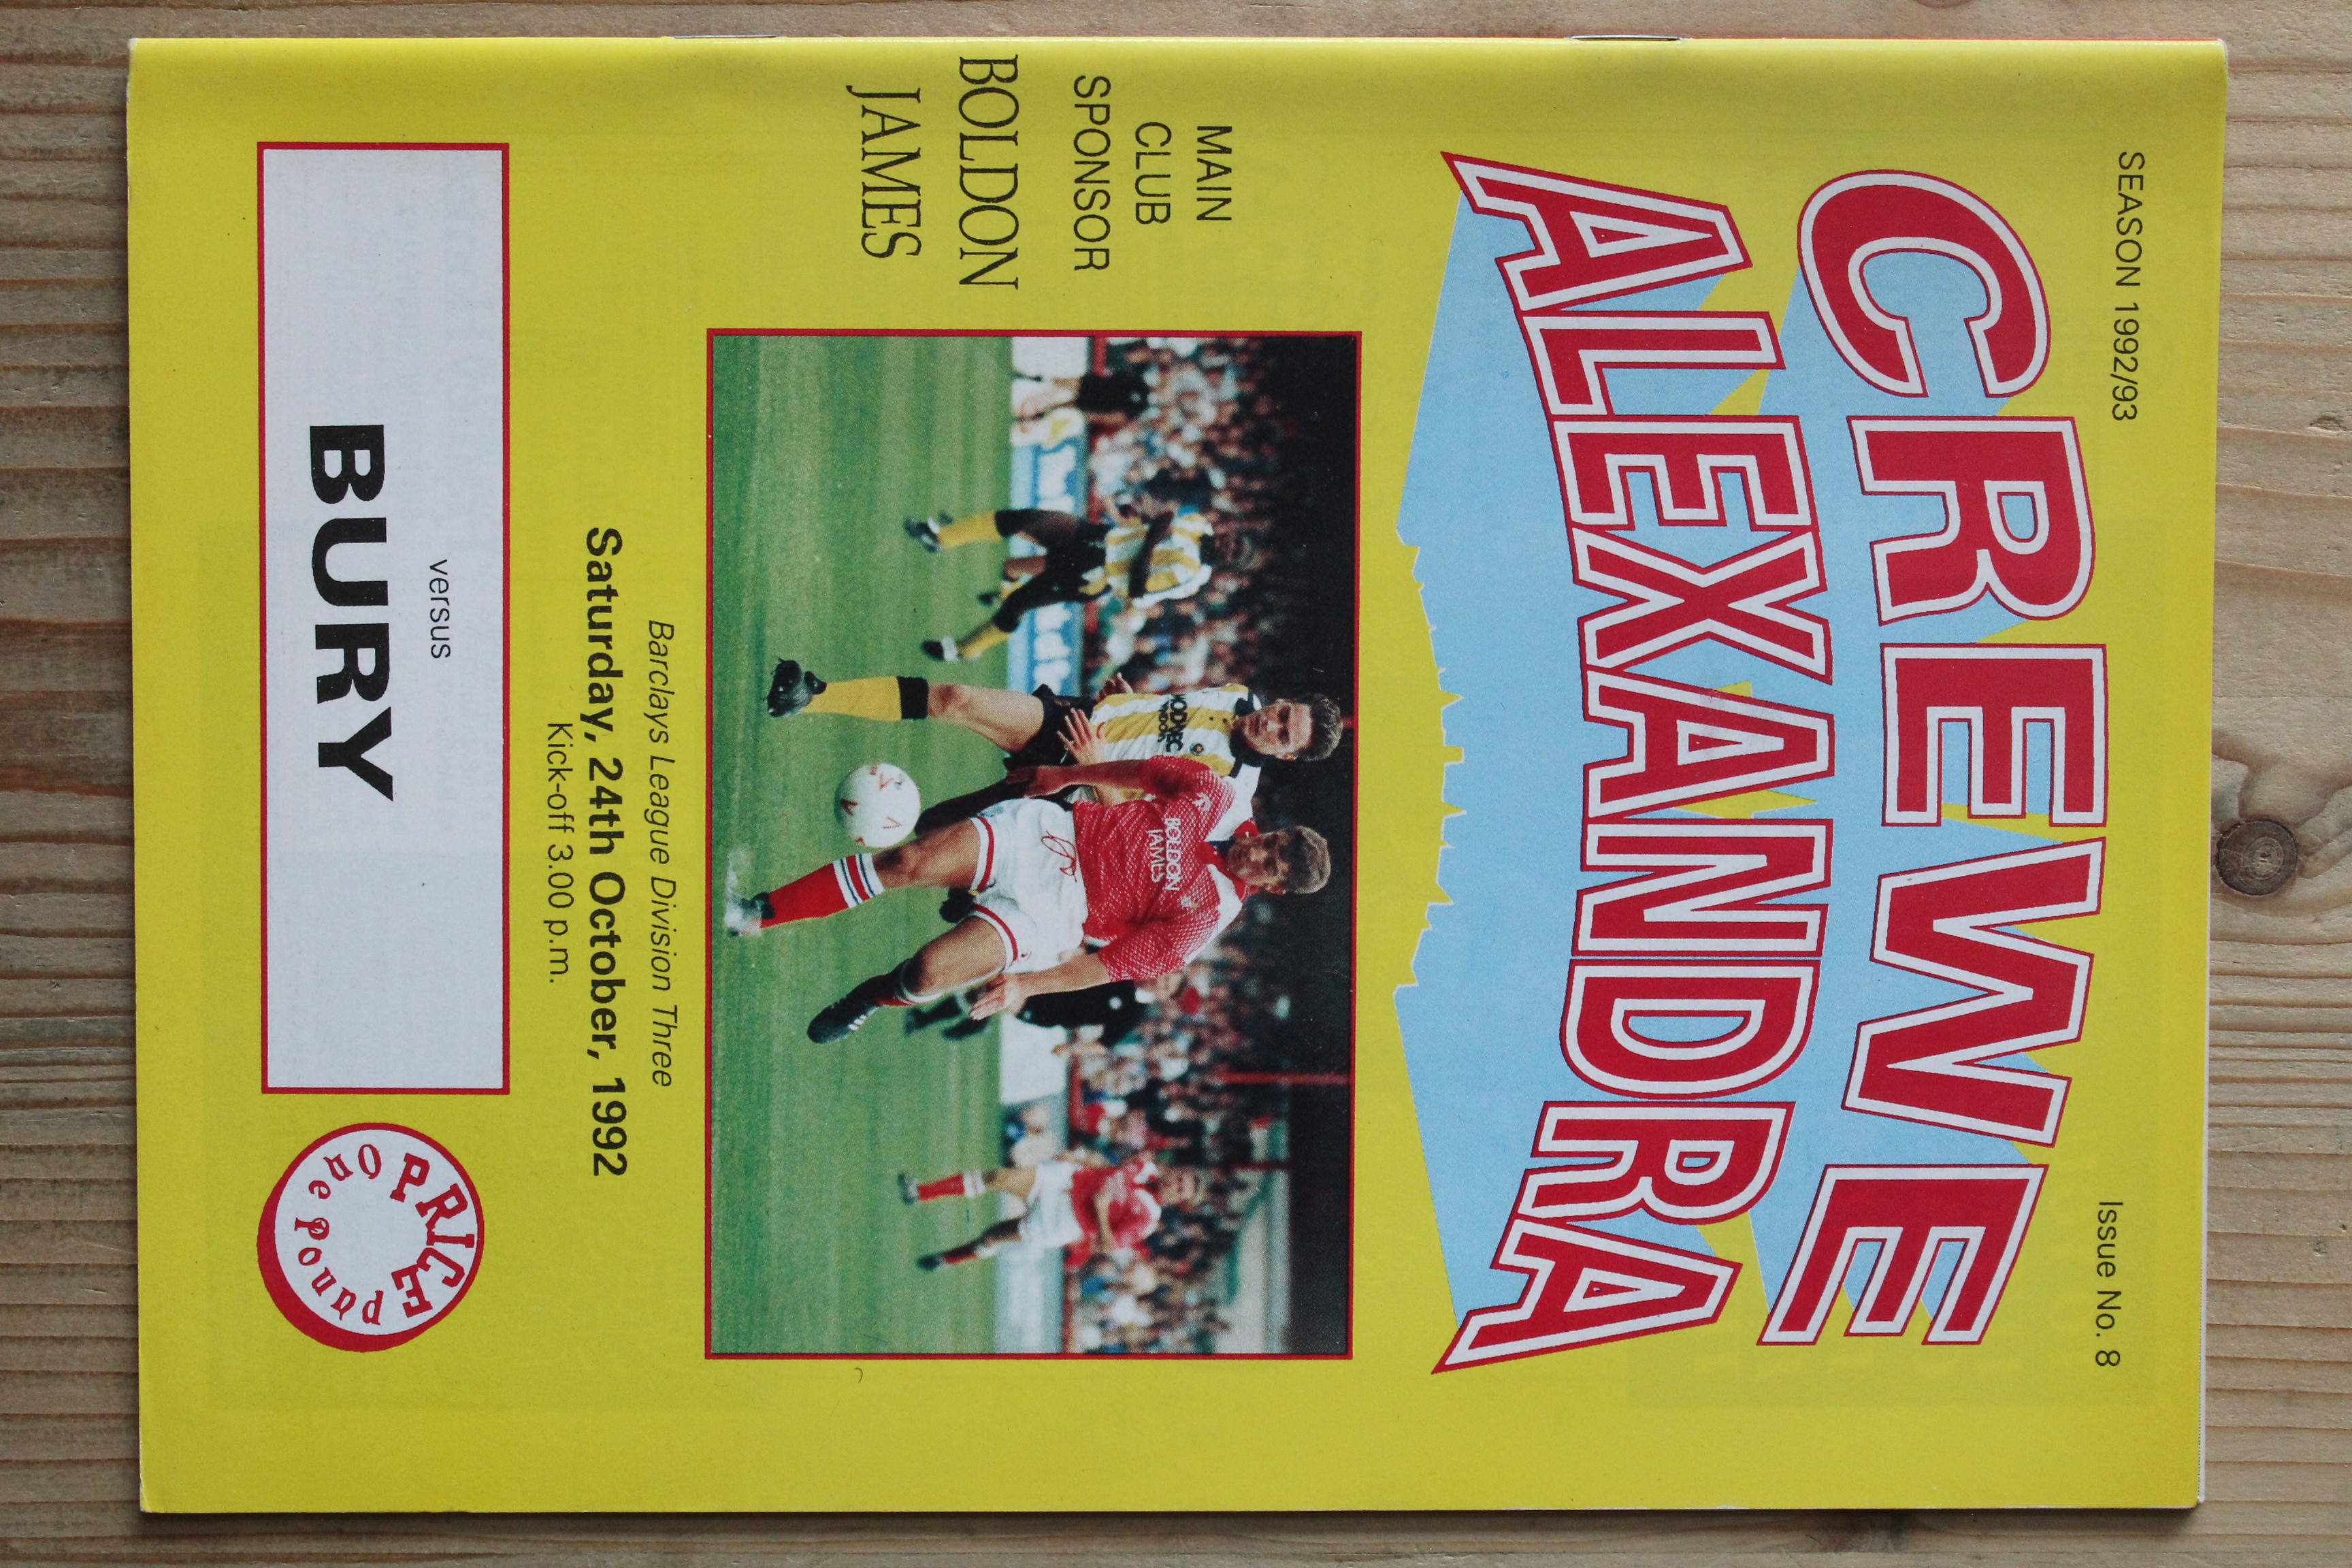 SEASON 1992/93
Issue No. 8
CREWE
ALEXANDRA
MAIN
CLUB
SPONSOR
BOLDON
JAMES
BOLDON
JAMES
Barclays League Division Three
Saturday, 24th October, 1992
Kick-off 3.00 p.m.
versus
BURY
PRICE
One Pound